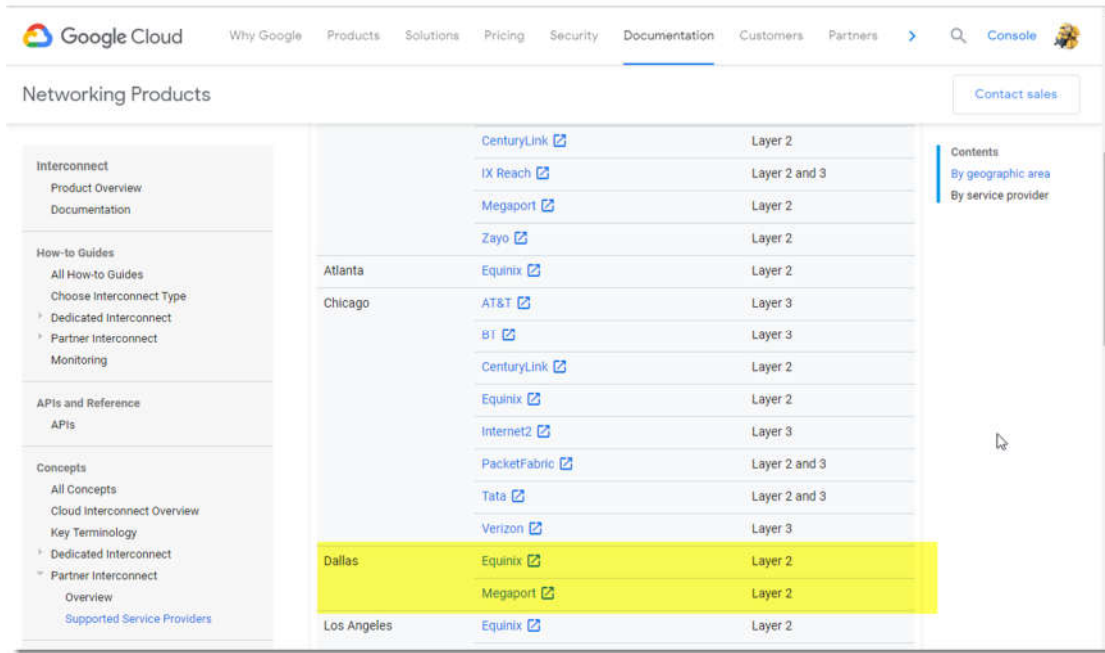 Google Cloud Why Google Products Solutions Pricing Security Documentation Customers Partners Console
Networking Products Contact sales
Interconnect
Product Overview
Documentation
How-to Guides
All How-to Guides
Choose Interconnect Type
Dedicated Interconnect
Partner Interconnect
Monitoring
APIs and Reference
APIs
Concepts
All Concepts
Cloud Interconnect Overview
Key Terminology
Dedicated Interconnect
Partner Interconnect
Overview
Supported Service Providers
CenturyLink Layer 2
IX Reach Layer 2 and 3
Megaport Layer 2
Zayo Layer 2
Atlanta Equinix Layer 2
Chicago AT&T Layer 3
BT Layer 3
CenturyLink Layer 2
Equinix Layer 2
Internet2 Layer 3
PacketFabric Layer 2 and 3
Tata Layer 2 and 3
Verizon Layer 3
Dallas Equinix Layer 2
Megaport Layer 2
Los Angeles Equinix Layer 2
Contents
By geographic area
By service provider